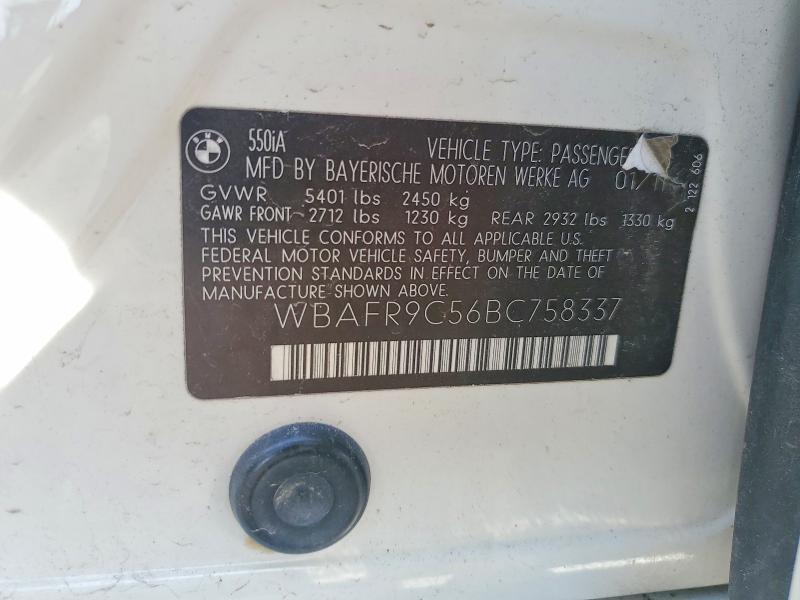 BMW
550iA VEHICLE TYPE: PASSENGE
MFD BY BAYERISCHE MOTOREN WERKE AG 01/
GVWR 5401 lbs 2450 kg
GAWR FRONT 2712 lbs 1230 kg REAR 2932 lbs 1330 kg
THIS VEHICLE CONFORMS TO ALL APPLICABLE U.S.
FEDERAL MOTOR VEHICLE SAFETY, BUMPER AND THEFT
PREVENTION STANDARDS IN EFFECT ON THE DATE OF
MANUFACTURE SHOWN ABOVE.
WBAFR9C56BC758337
2 122 606